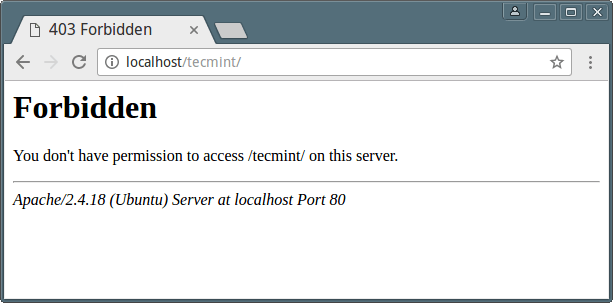 403 Forbidden
localhost/tecmint/
Forbidden
You don't have permission to access /tecmint/ on this server.
Apache/2.4.18 (Ubuntu) Server at localhost Port 80